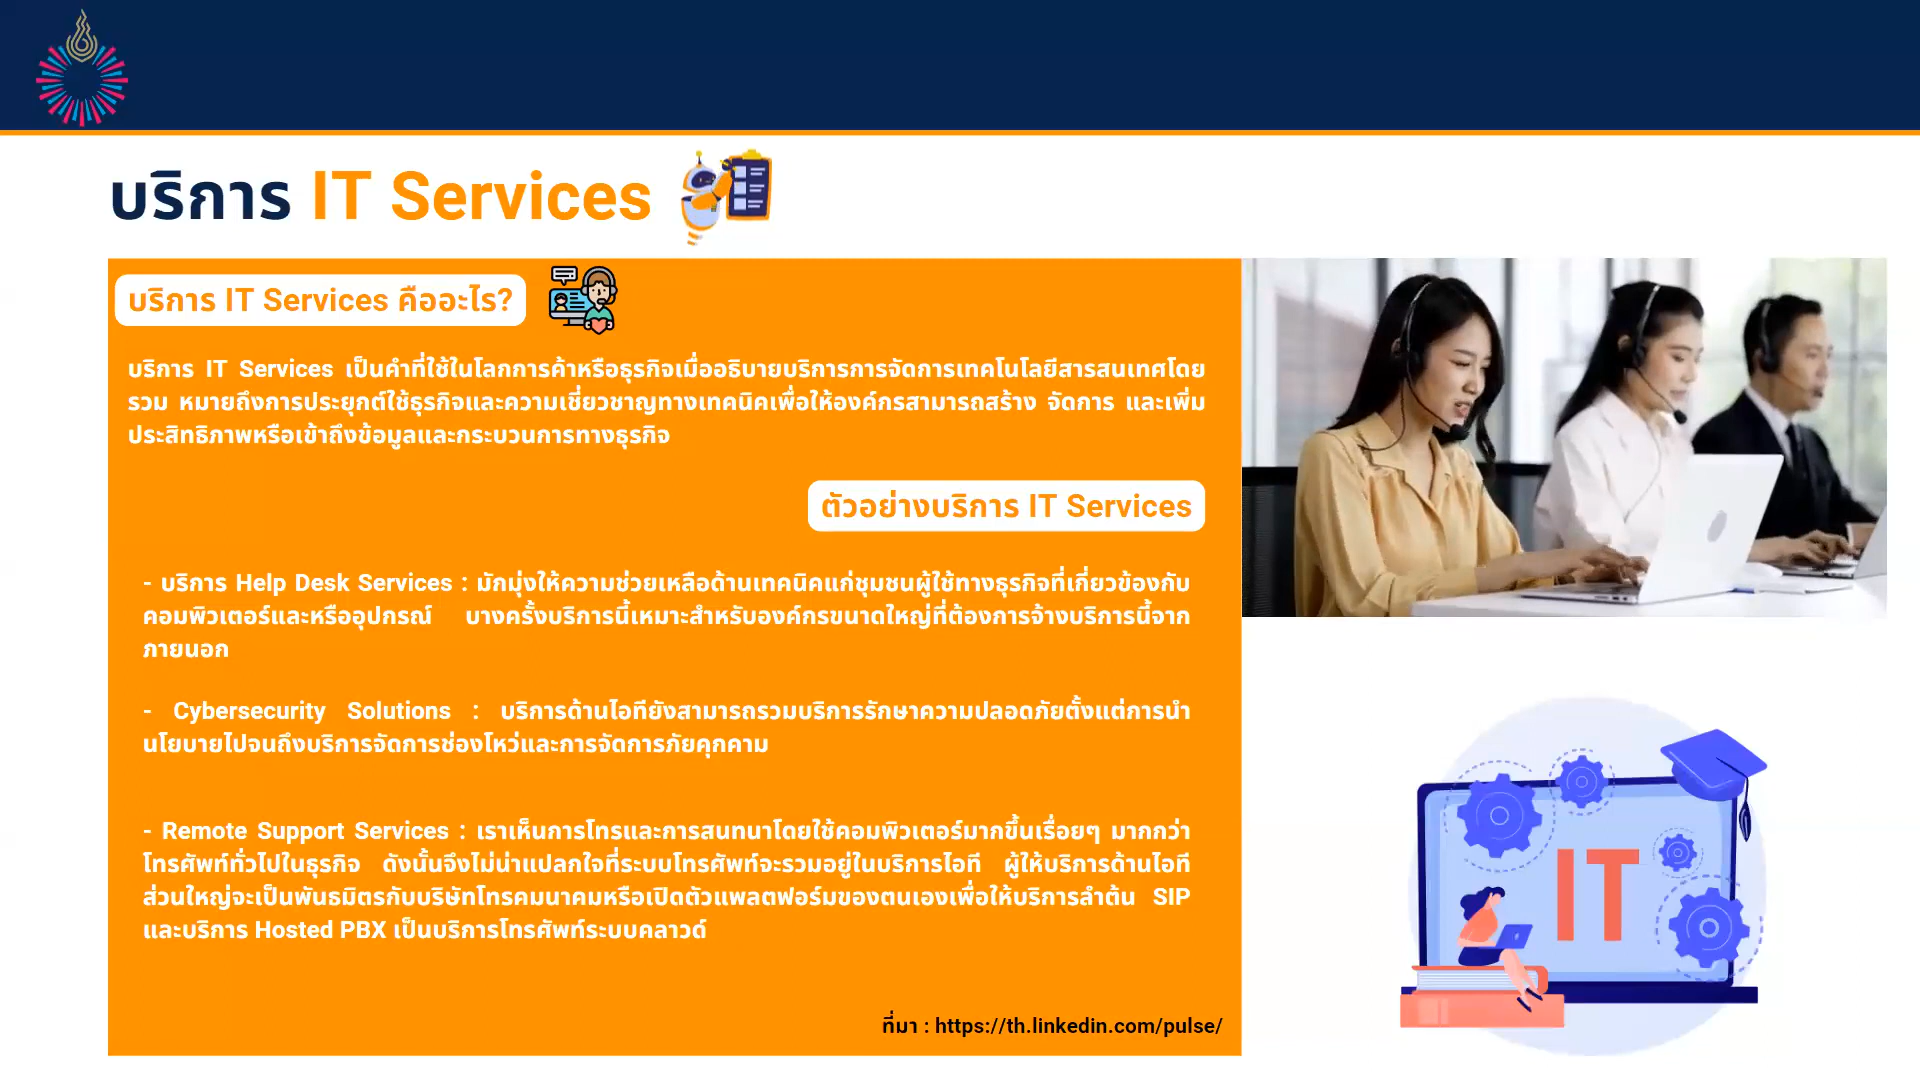 บริการ IT Services
บริการ IT Services คืออะไร?
บริการ IT Services เป็นคำที่ใช้ในโลกการค้าหรือธุรกิจเมื่ออธิบายบริการการจัดการเทคโนโลยีสารสนเทศโดย
รวม หมายถึงการประยุกต์ใช้ธุรกิจและความเชี่ยวชาญทางเทคนิคเพื่อให้องค์กรสามารถสร้าง จัดการ และเพิ่ม
ประสิทธิภาพหรือเข้าถึงข้อมูลและกระบวนการทางธุรกิจ
ตัวอย่างบริการ IT Services
- บริการ Help Desk Services : มักมุ่งให้ความช่วยเหลือด้านเทคนิคแก่ชุมชนผู้ใช้ทางธุรกิจที่เกี่ยวข้องกับ
คอมพิวเตอร์และหรืออุปกรณ์ บางครั้งบริการนี้เหมาะสำหรับองค์กรขนาดใหญ่ที่ต้องการจ้างบริการนี้จาก
ภายนอก
- Cybersecurity Solutions : บริการด้านไอทียังสามารถรวมบริการรักษาความปลอดภัยตั้งแต่การนำ
นโยบายไปจนถึงบริการจัดการช่องโหว่และการจัดการภัยคุกคาม
- Remote Support Services : เราเห็นการโทรและการสนทนาโดยใช้คอมพิวเตอร์มากขึ้นเรื่อยๆ มากกว่า
โทรศัพท์ทั่วไปในธุรกิจ ดังนั้นจึงไม่น่าแปลกใจที่ระบบโทรศัพท์จะรวมอยู่ในบริการไอที ผู้ให้บริการด้านไอที
ส่วนใหญ่จะเป็นพันธมิตรกับบริษัทโทรคมนาคมหรือเปิดตัวแพลตฟอร์มของตนเองเพื่อให้บริการลำต้น SIP
และบริการ Hosted PBX เป็นบริการโทรศัพท์ระบบคลาวด์
ที่มา : https://th.linkedin.com/pulse/
IT